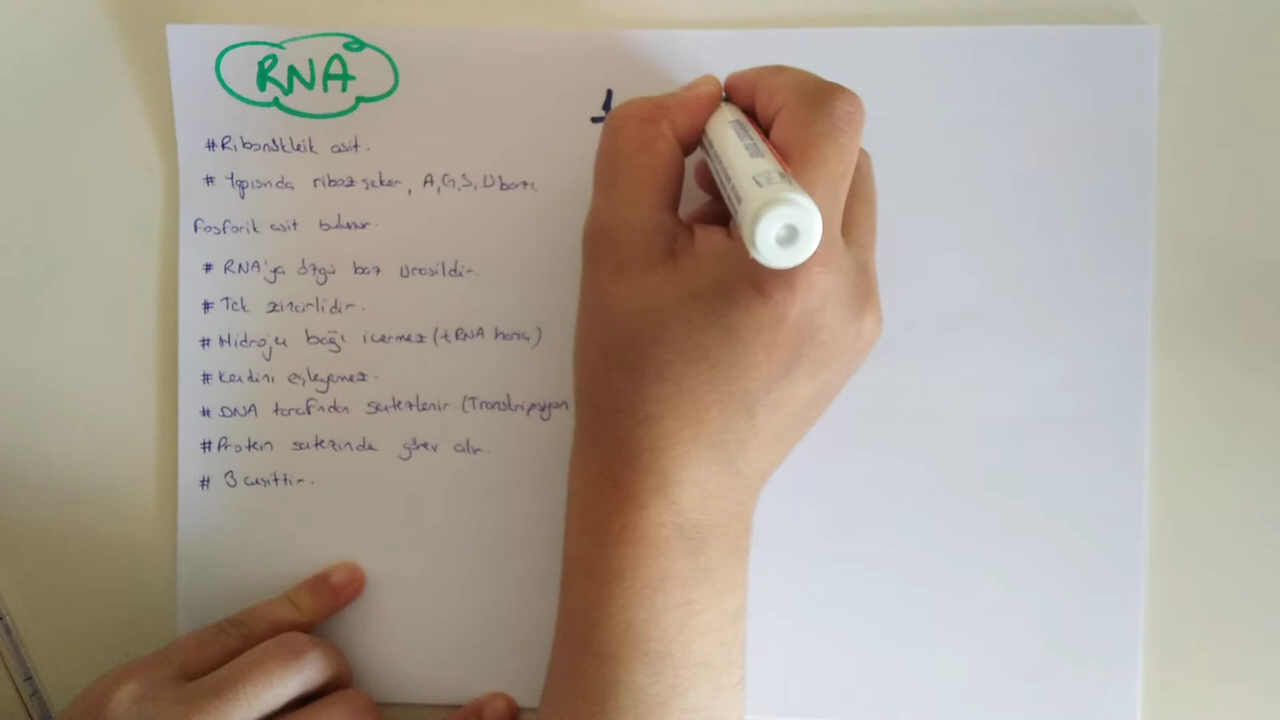 RNA
#Ribonükleik asit.
# Yapısında riboz şeker, A,G,S,U bazı,
Fosforik asit bulunur.
# RNA'ya özgü baz Urasildir.
# Tek zincirlidir.
# Hidrojen bağı içermez (tRNA hariç)
# Kendini eşleyemez.
# DNA tarafından sentezlenir. (Transkripsiyon
#Protein sentezinde görev alır.
# 3 çeşittir.
1